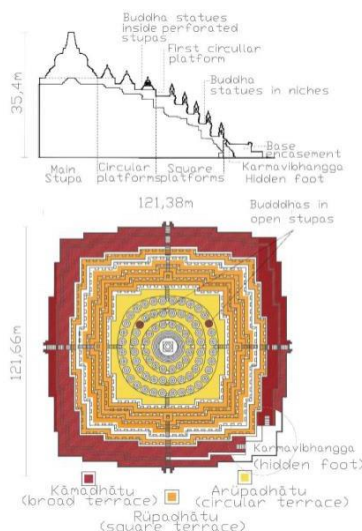 Buddha statues
inside perforated
stupas
First circular
platform
Buddha
statues in niches
35,4m
Base
encasement
Karmavibhangga
Hidden foot
Main
Stupa
Circular
platforms
Square
platforms
121,38m
Budddhas in
open stupas
121,66m
Karmavibhangga
(hidden foot)
Kāmadhātu
(broad terrace)
Rūpadhātu
(square terrace)
Arūpadhātu
(circular terrace)